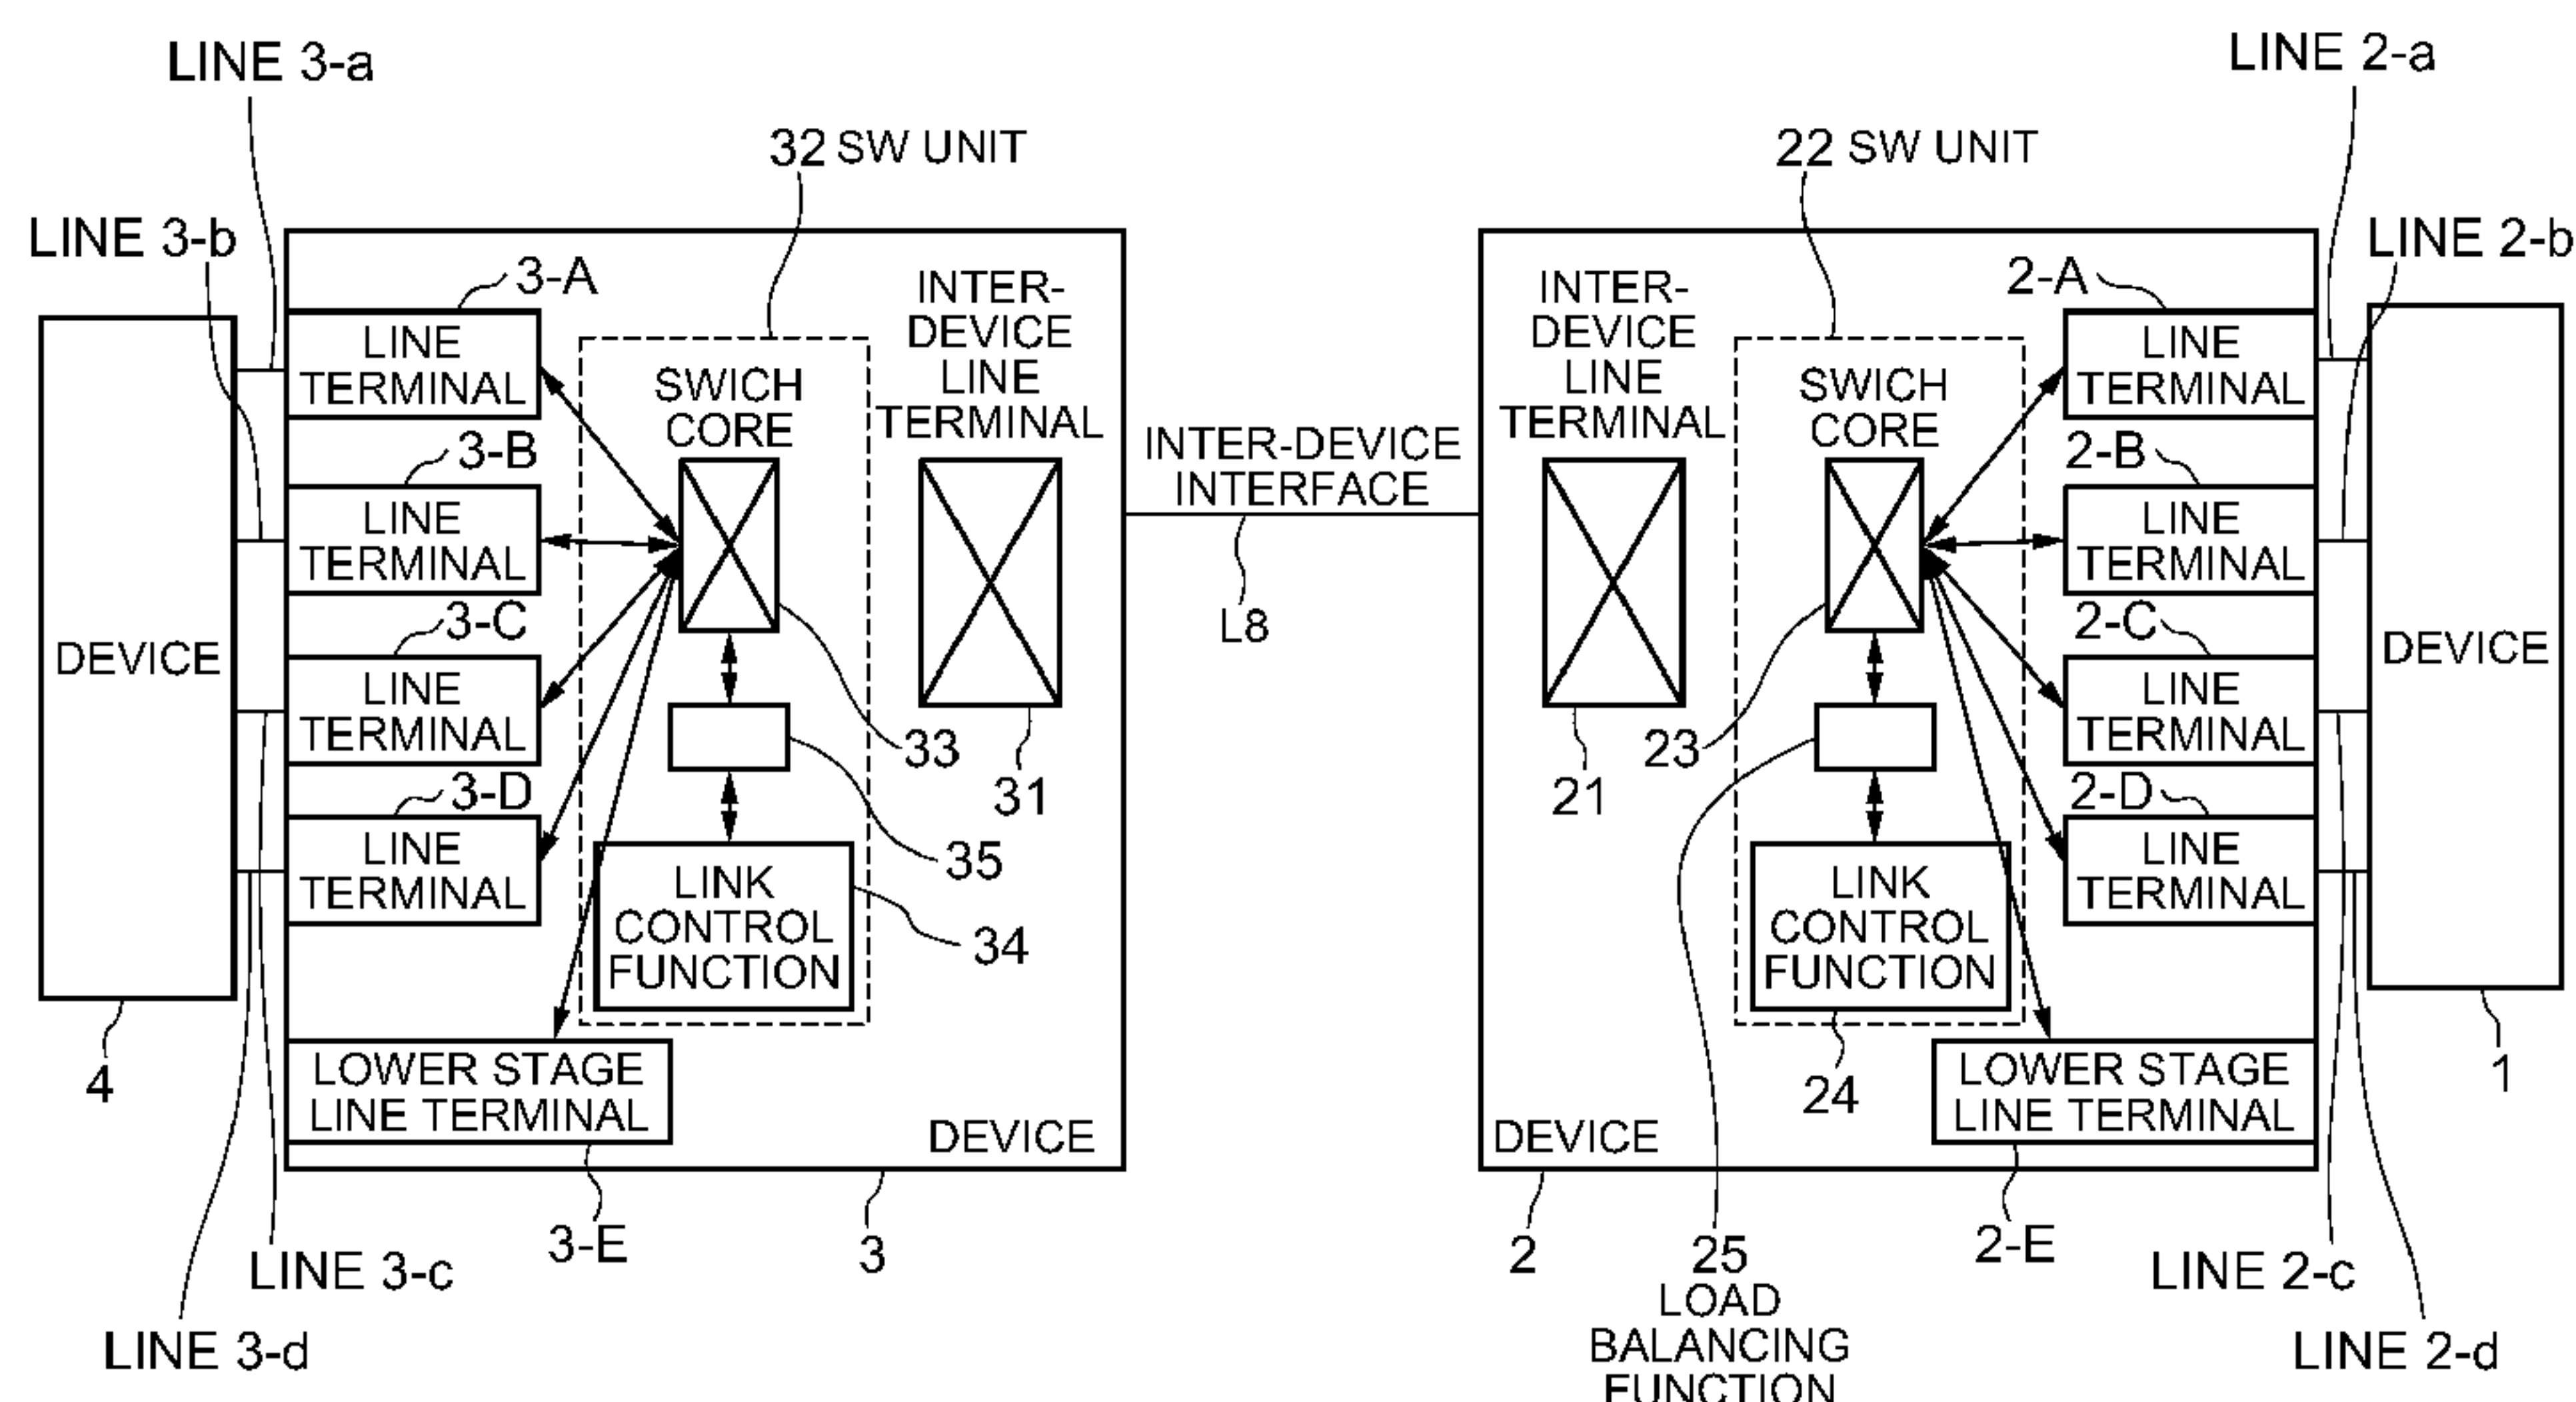 LINE 3-a
LINE 2-a
32 SW UNIT
22 SW UNIT
LINE 3-b
LINE 2-b
3-A
INTER-
DEVICE
LINE
TERMINAL
INTER-
DEVICE
LINE
TERMINAL
2-A
LINE
TERMINAL
SWICH
CORE
SWICH
CORE
LINE
TERMINAL
INTER-DEVICE
INTERFACE
3-B
2-B
LINE
TERMINAL
LINE
TERMINAL
3-C
L8
2-C
DEVICE
LINE
TERMINAL
LINE
TERMINAL
DEVICE
33
31
21
23
3-D
2-D
LINE
TERMINAL
35
LINE
TERMINAL
LINK
CONTROL
FUNCTION
34
LINK
CONTROL
FUNCTION
4
LOWER STAGE
LINE TERMINAL
24
LOWER STAGE
LINE TERMINAL
1
DEVICE
DEVICE
3-E
3
2
25
LOAD
BALANCING
FUNCTION
2-E
LINE 3-c
LINE 2-c
LINE 3-d
LINE 2-d